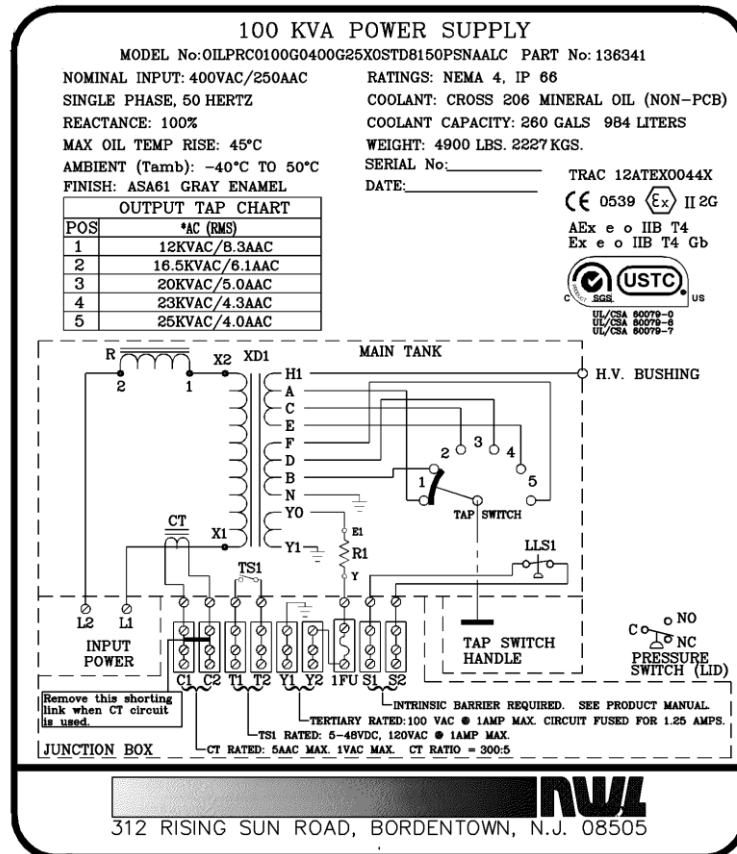 100 KVA POWER SUPPLY
MODEL No:OILPRC0100G0400G25X0STD8150PSNAALC PART No: 136341
NOMINAL INPUT: 400VAC/250AAC
SINGLE PHASE, 50 HERTZ
REACTANCE: 100%
MAX OIL TEMP RISE: 45°C
AMBIENT (Tamb): -40°C TO 50°C
FINISH: ASA61 GRAY ENAMEL
RATINGS: NEMA 4, IP 66
COOLANT: CROSS 206 MINERAL OIL (NON-PCB)
COOLANT CAPACITY: 260 GALS 984 LITERS
WEIGHT: 4900 LBS. 2227 KGS.
SERIAL No:
DATE:
TRAC 12ATEX0044X
CE 0539 Ex II 2G
AEx e o IIB T4
Ex e o IIB T4 Gb
PRODUCT SGS USTC
C US
UL/CSA 60079-0
UL/CSA 60079-6
UL/CSA 60079-7
OUTPUT TAP CHART
POS *AC (RMS)
1 12KVAC/8.3AAC
2 16.5KVAC/6.1AAC
3 20KVAC/5.0AAC
4 23KVAC/4.3AAC
5 25KVAC/4.0AAC
MAIN TANK
R
2 1
X2 XD1
H1
H.V. BUSHING
A
C
E
F
D
B
N
Y0
Y1
X1
1 2 3 4 5
TAP SWITCH
CT
TS1
E1
R1
Y
LLS1
L2 L1
INPUT
POWER
C1 C2 T1 T2 Y1 Y2 1FU S1 S2
TAP SWITCH
HANDLE
NO
C
NC
PRESSURE
SWITCH (LID)
Remove this shorting
link when CT circuit
is used.
INTRINSIC BARRIER REQUIRED. SEE PRODUCT MANUAL.
TERTIARY RATED:100 VAC @ 1AMP MAX. CIRCUIT FUSED FOR 1.25 AMPS.
TS1 RATED: 5-48VDC, 120VAC @ 1AMP MAX.
CT RATED: 5AAC MAX. 1VAC MAX. CT RATIO = 300:5
JUNCTION BOX
NWL
312 RISING SUN ROAD, BORDENTOWN, N.J. 08505